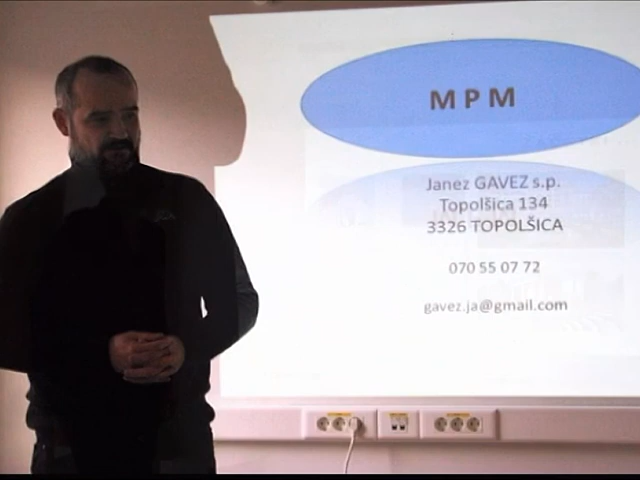 MPM
Janez GAVEZ s.p.
Topolšica 134
3326 TOPOLŠICA
070 55 07 72
gavez.ja@gmail.com